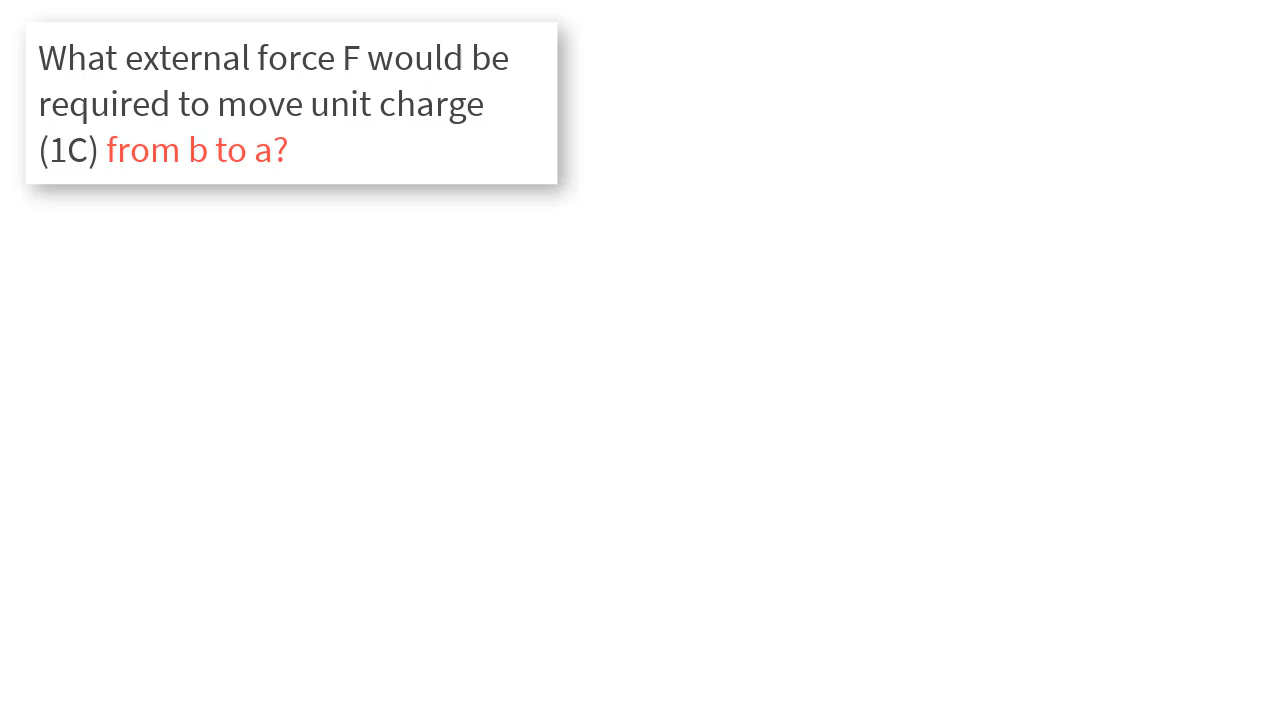 What external force F would be
required to move unit charge
(1C) from b to a?